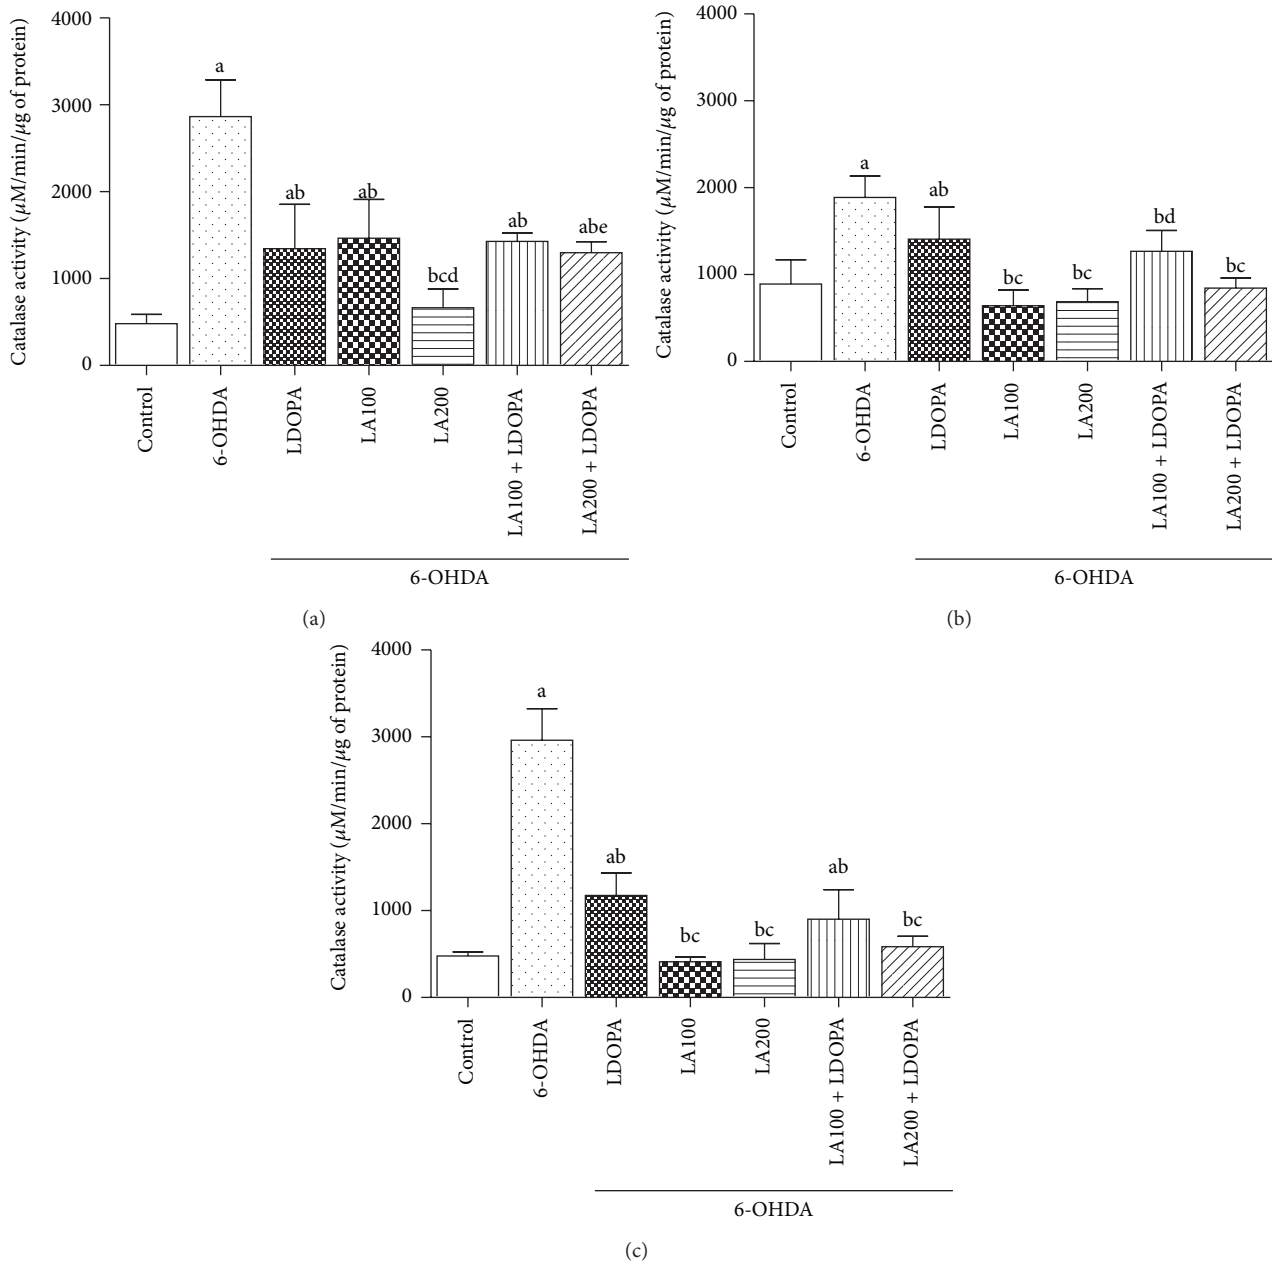 Catalase activity (μM/min/μg of protein)
4000
3000
2000
1000
0
a
ab
ab
bcd
ab
abe
Control
6-OHDA
LDOPA
LA100
LA200
LA100 + LDOPA
LA200 + LDOPA
6-OHDA
(a)
Catalase activity (μM/min/μg of protein)
4000
3000
2000
1000
0
a
ab
bc
bc
bd
bc
Control
6-OHDA
LDOPA
LA100
LA200
LA100 + LDOPA
LA200 + LDOPA
6-OHDA
(b)
Catalase activity (μM/min/μg of protein)
4000
3000
2000
1000
0
a
ab
bc
bc
ab
bc
Control
6-OHDA
LDOPA
LA100
LA200
LA100 + LDOPA
LA200 + LDOPA
6-OHDA
(c)